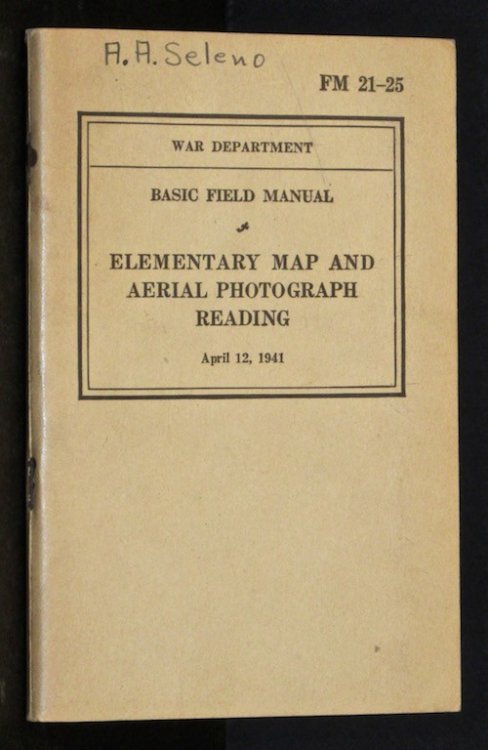 A.A. Seleno
FM 21-25
WAR DEPARTMENT
BASIC FIELD MANUAL
ELEMENTARY MAP AND
AERIAL PHOTOGRAPH
READING
April 12, 1941